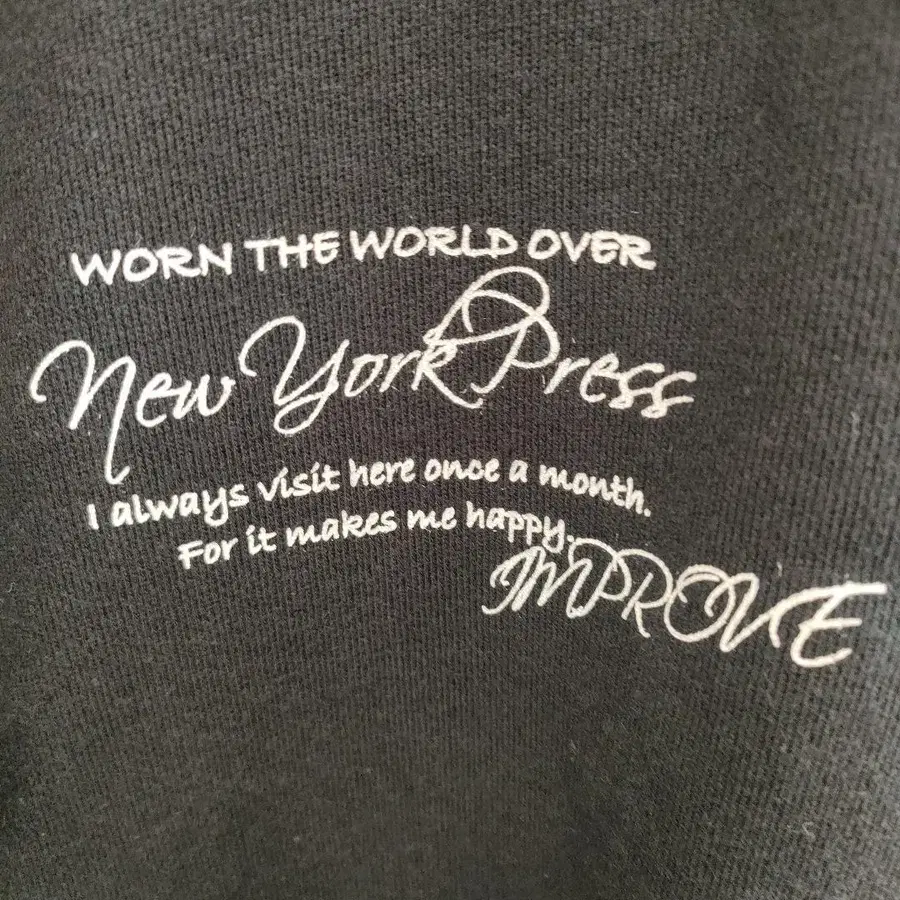 WORN THE WORLD OVER
New York Press
I always visit here once a month.
For it makes me happy.
IMPROVE